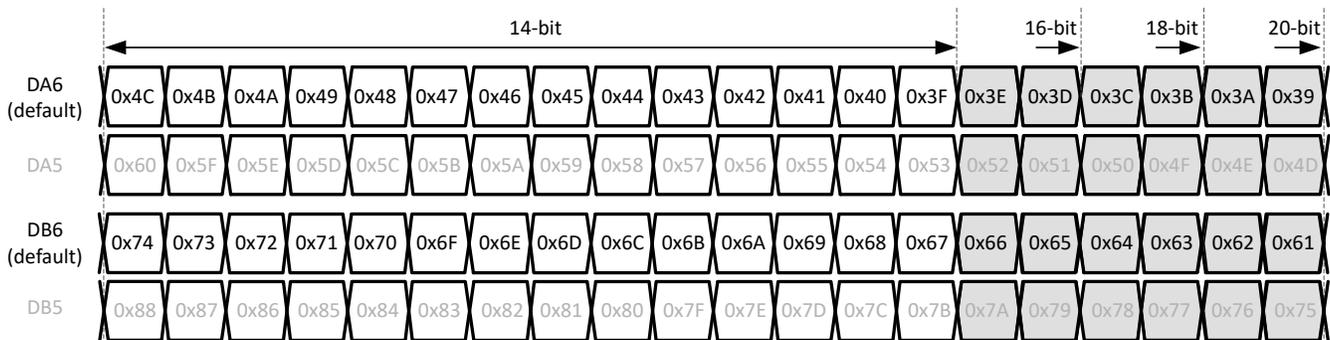 14-bit 16-bit 18-bit 20-bit
DA6
(default)
0x4C 0x4B 0x4A 0x49 0x48 0x47 0x46 0x45 0x44 0x43 0x42 0x41 0x40 0x3F 0x3E 0x3D 0x3C 0x3B 0x3A 0x39
DA5 0x60 0x5F 0x5E 0x5D 0x5C 0x5B 0x5A 0x59 0x58 0x57 0x56 0x55 0x54 0x53 0x52 0x51 0x50 0x4F 0x4E 0x4D
DB6
(default)
0x74 0x73 0x72 0x71 0x70 0x6F 0x6E 0x6D 0x6C 0x6B 0x6A 0x69 0x68 0x67 0x66 0x65 0x64 0x63 0x62 0x61
DB5 0x88 0x87 0x86 0x85 0x84 0x83 0x82 0x81 0x80 0x7F 0x7E 0x7D 0x7C 0x7B 0x7A 0x79 0x78 0x77 0x76 0x75